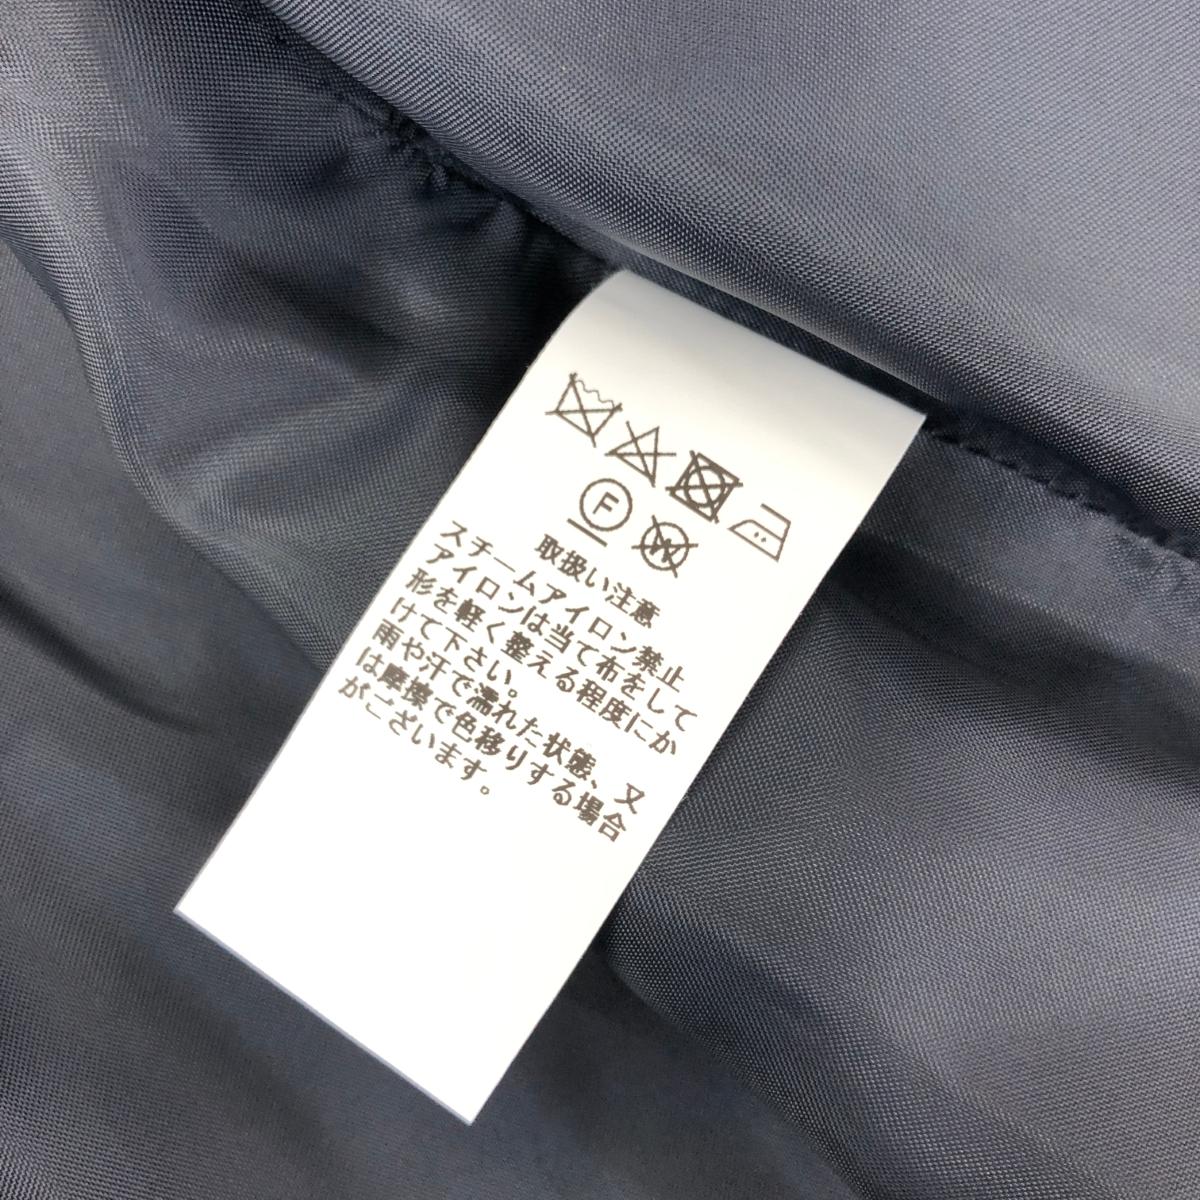 F
W
取扱い注意
スチームアイロン禁止
アイロンは当て布をして
形を軽く整える程度にか
けて下さい。
雨や汗で濡れた状態、又
は摩擦で色移りする場合
がございます。